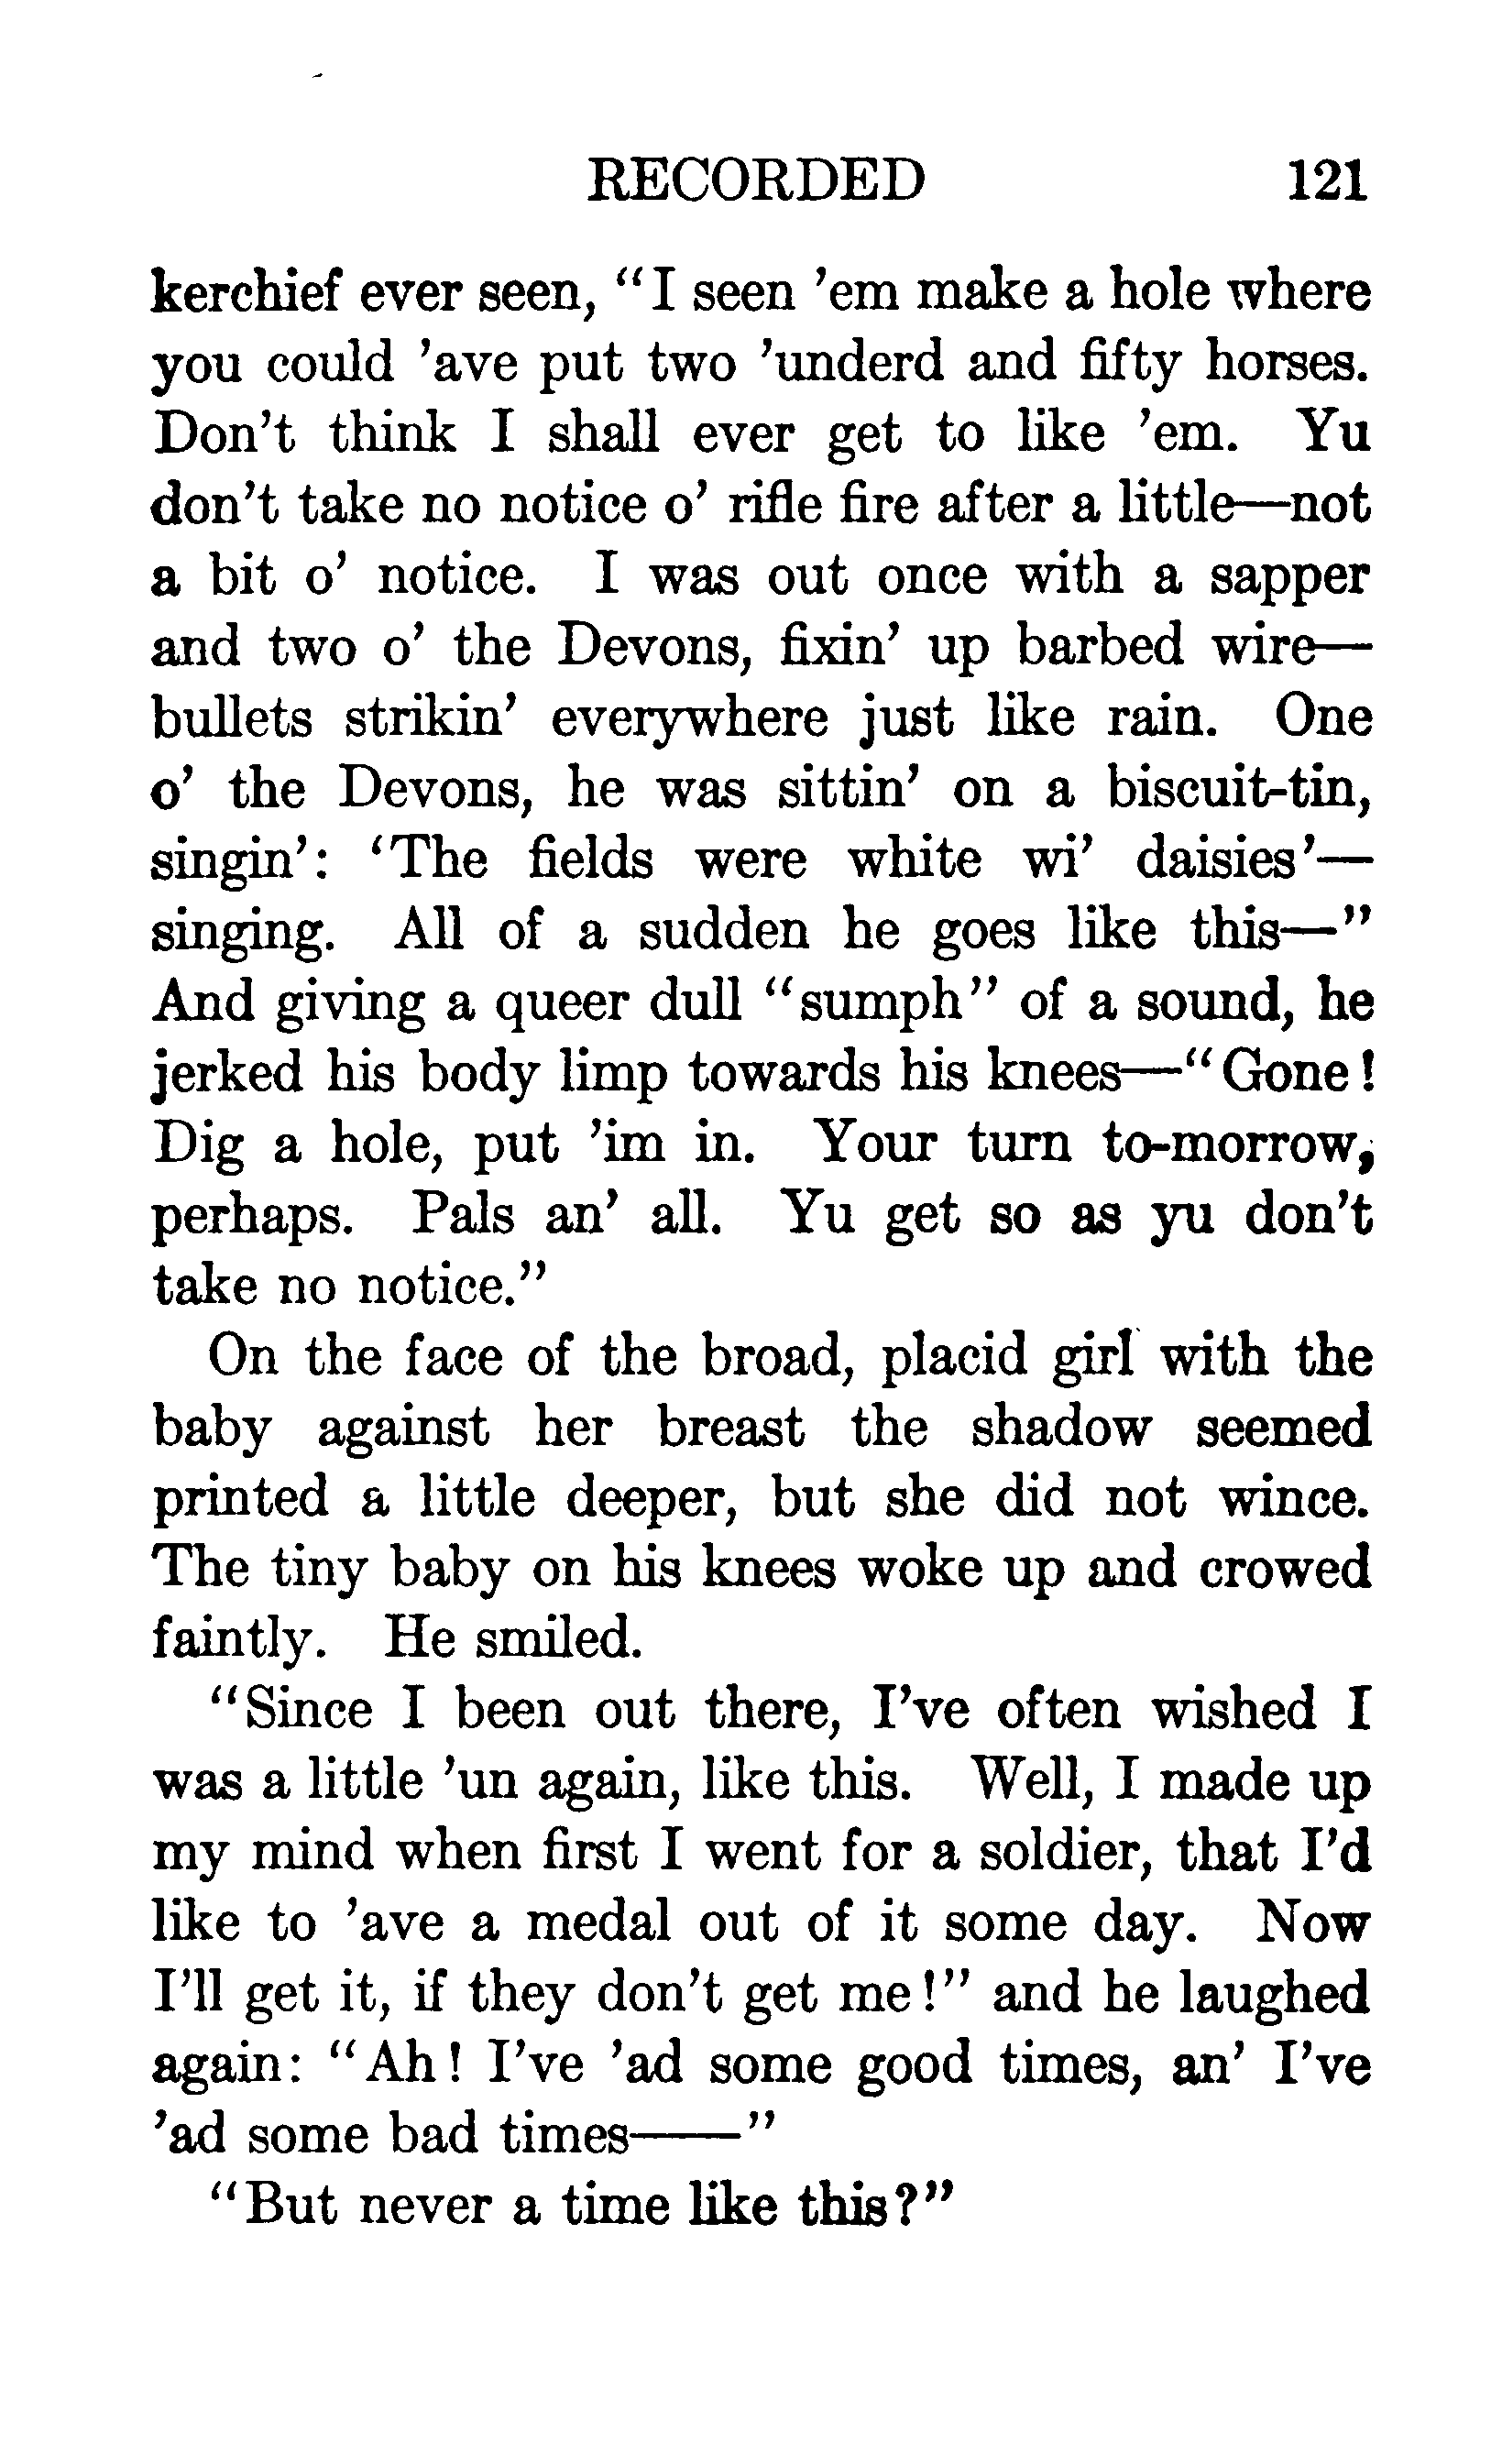 RECORDED 121
kerchief ever seen, "I seen 'em make a hole where
you could 'ave put two 'underd and fifty horses.
Don't think I shall ever get to like 'em. Yu
don't take no notice o' rifle fire after a little—not
a bit o' notice. I was out once with a sapper
and two o' the Devons, fixin' up barbed wire—
bullets strikin' everywhere just like rain. One
o' the Devons, he was sittin' on a biscuit-tin,
singin': 'The fields were white wi' daisies'—
singing. All of a sudden he goes like this—"
And giving a queer dull "sumph" of a sound, he
jerked his body limp towards his knees—"Gone!
Dig a hole, put 'im in. Your turn to-morrow,
perhaps. Pals an' all. Yu get so as yu don't
take no notice."
On the face of the broad, placid girl with the
baby against her breast the shadow seemed
printed a little deeper, but she did not wince.
The tiny baby on his knees woke up and crowed
faintly. He smiled.
"Since I been out there, I've often wished I
was a little 'un again, like this. Well, I made up
my mind when first I went for a soldier, that I'd
like to 'ave a medal out of it some day. Now
I'll get it, if they don't get me!" and he laughed
again: "Ah! I've 'ad some good times, an' I've
'ad some bad times——"
"But never a time like this?"